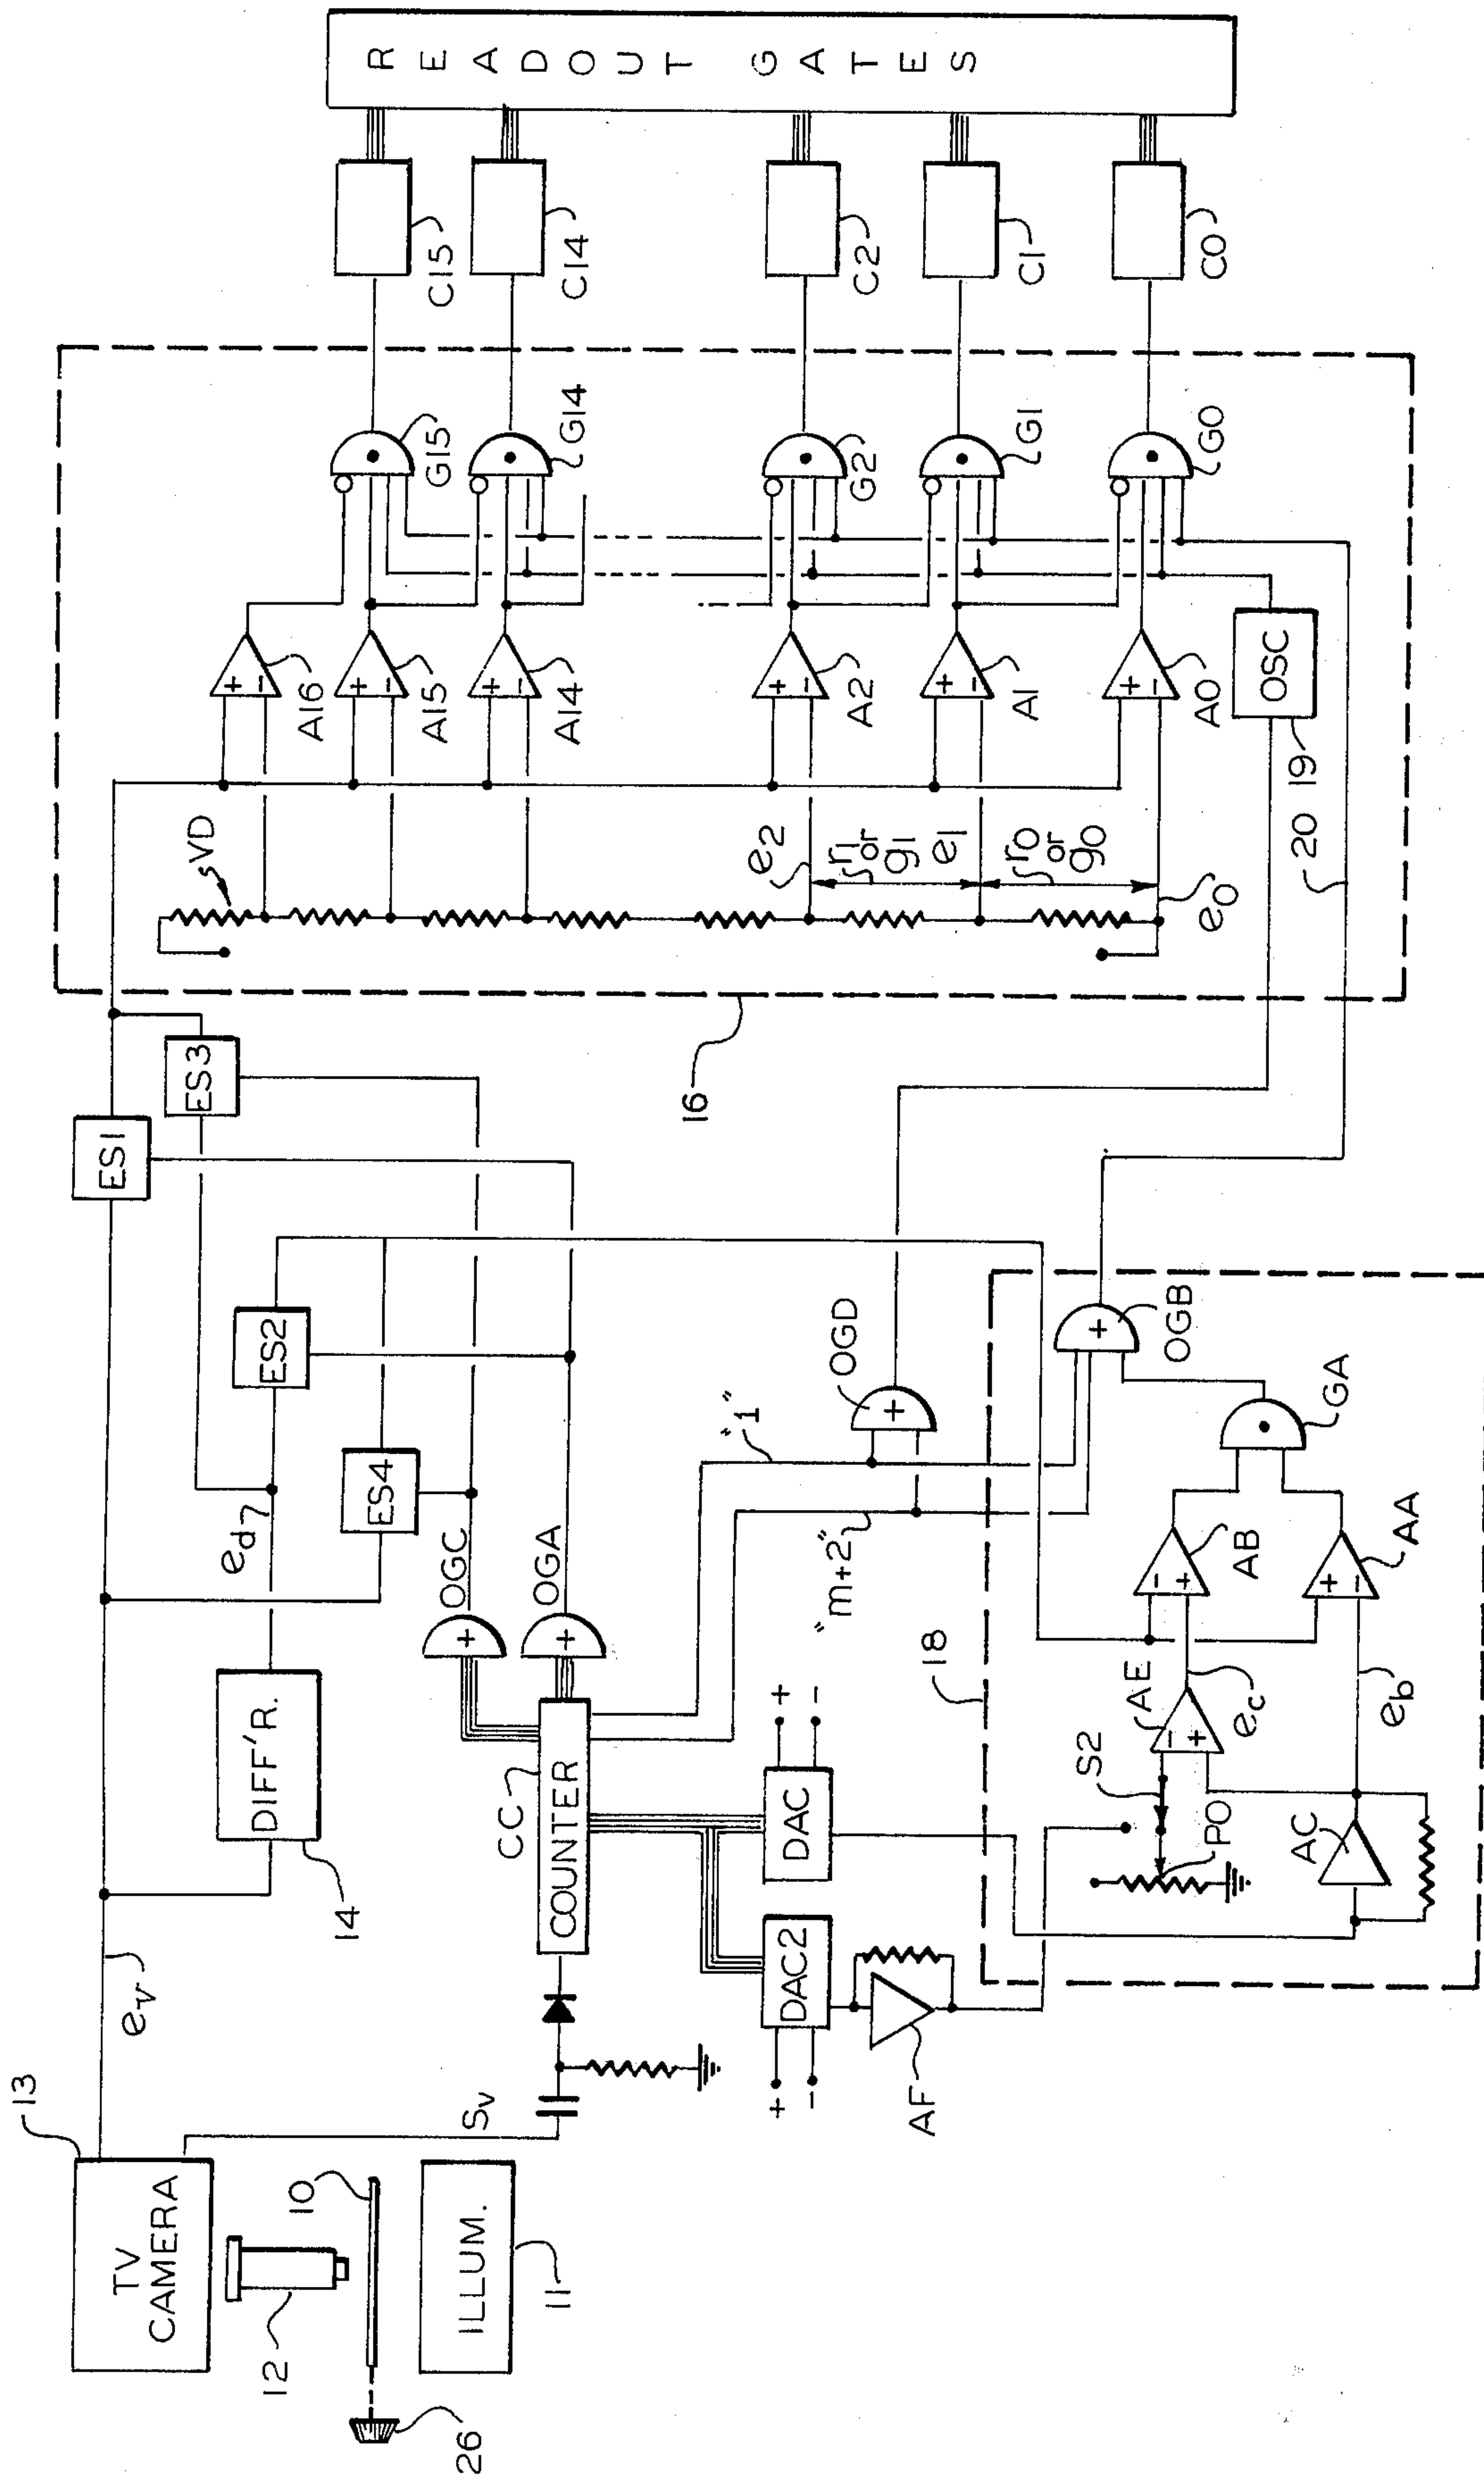 READOUT GATES
C15
C14
C2
C1
C0
G15
G14
G2
G1
G0
A16
A15
A14
A2
A1
A0
+
−
+
−
+
−
+
−
+
−
+
−
OSC
19
20
VD
e2
r1 or g1
e1
r0 or g0
e0
16
ES1
ES3
ES2
ES4
ed
OGC
OGA
+
+
OGD
+
"1"
"m+2"
OGB
+
GA
AB
−
+
AA
+
−
18
AE
−
+
ec
eb
S2
PO
AC
DIFF'R.
14
ev
CC
COUNTER
DAC
+
−
DAC2
+
−
AF
Sv
13
TV
CAMERA
12
10
26
ILLUM.
11